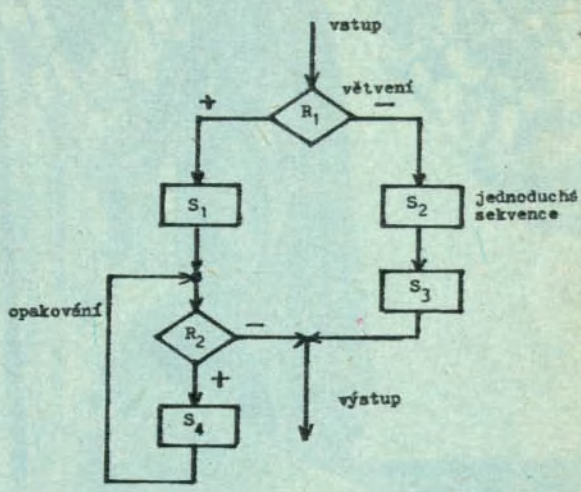 vstup
větvení
+
R1
−
S1
S2
jednoduché
sekvence
S3
opakování
R2
−
+
výstup
S4